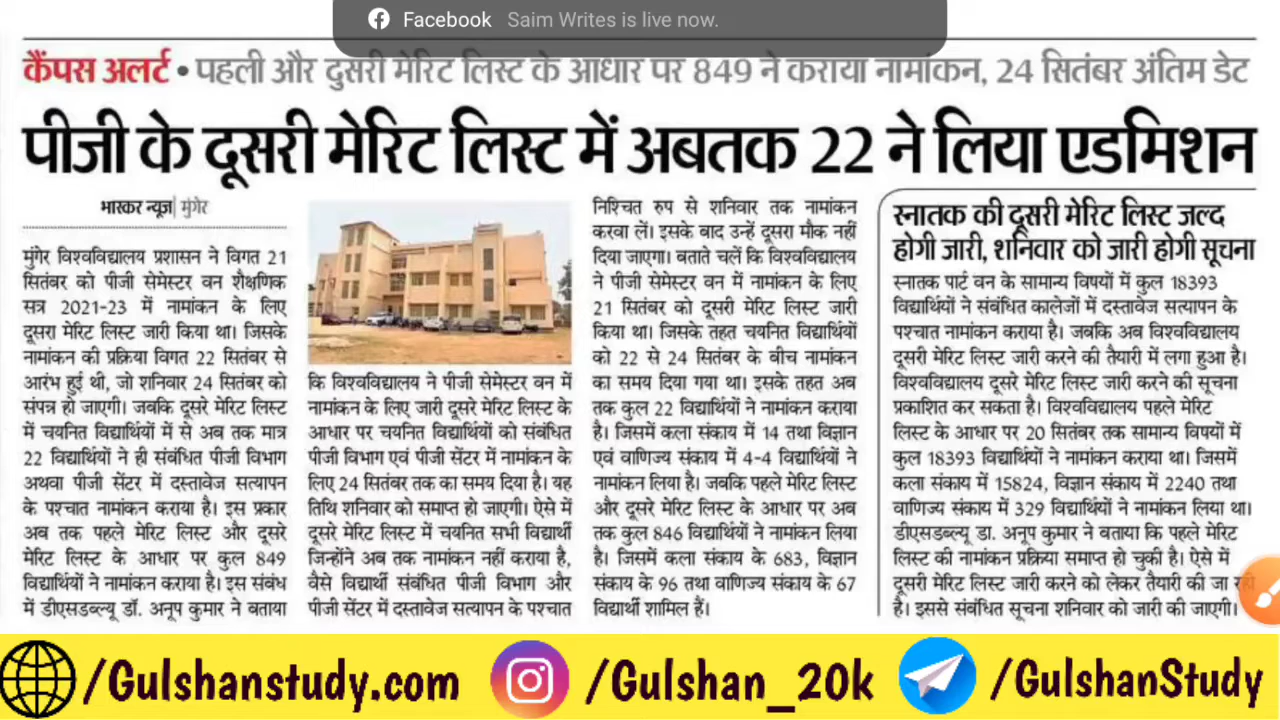 Facebook Saim Writes is live now.
कैंपस अलर्ट • पहली और दुसरी मेरिट लिस्ट के आधार पर 849 ने कराया नामांकन, 24 सितंबर अंतिम डेट
पीजी के दूसरी मेरिट लिस्ट में अबतक 22 ने लिया एडमिशन
भास्कर न्यूज | मुंगेर
मुंगेर विश्वविद्यालय प्रशासन ने विगत 21
सितंबर को पीजी सेमेस्टर वन शैक्षणिक
सत्र 2021-23 में नामांकन के लिए
दूसरा मेरिट लिस्ट जारी किया था। जिसके
नामांकन की प्रक्रिया विगत 22 सितंबर से
आरंभ हुई थी, जो शनिवार 24 सितंबर को
संपन्न हो जाएगी। जबकि दूसरे मेरिट लिस्ट
में चयनित विद्यार्थियों में से अब तक मात्र
22 विद्यार्थियों ने ही संबंधित पीजी विभाग
अथवा पीजी सेंटर में दस्तावेज सत्यापन
के पश्चात नामांकन कराया है। इस प्रकार
अब तक पहले मेरिट लिस्ट और दूसरे
मेरिट लिस्ट के आधार पर कुल 849
विद्यार्थियों ने नामांकन कराया है। इस संबंध
में डीएसडब्ल्यू डॉ. अनूप कुमार ने बताया
कि विश्वविद्यालय ने पीजी सेमेस्टर वन में
नामांकन के लिए जारी दूसरे मेरिट लिस्ट के
आधार पर चयनित विद्यार्थियों को संबंधित
पीजी विभाग एवं पीजी सेंटर में नामांकन के
लिए 24 सितंबर तक का समय दिया है। यह
तिथि शनिवार को समाप्त हो जाएगी। ऐसे में
दूसरे मेरिट लिस्ट में चयनित सभी विद्यार्थी
जिन्होंने अब तक नामांकन नहीं कराया है,
वैसे विद्यार्थी संबंधित पीजी विभाग और
पीजी सेंटर में दस्तावेज सत्यापन के पश्चात
निश्चित रुप से शनिवार तक नामांकन
करवा लें। इसके बाद उन्हें दूसरा मौक नहीं
दिया जाएगा। बताते चलें कि विश्वविद्यालय
ने पीजी सेमेस्टर वन में नामांकन के लिए
21 सितंबर को दूसरी मेरिट लिस्ट जारी
किया था। जिसके तहत चयनित विद्यार्थियों
को 22 से 24 सितंबर के बीच नामांकन
का समय दिया गया था। इसके तहत अब
तक कुल 22 विद्यार्थियों ने नामांकन कराया
है। जिसमें कला संकाय में 14 तथा विज्ञान
एवं वाणिज्य संकाय में 4-4 विद्यार्थियों ने
नामांकन लिया है। जबकि पहले मेरिट लिस्ट
और दूसरे मेरिट लिस्ट के आधार पर अब
तक कुल 846 विद्यार्थियों ने नामांकन लिया
है। जिसमें कला संकाय के 683, विज्ञान
संकाय के 96 तथा वाणिज्य संकाय के 67
विद्यार्थी शामिल हैं।
स्नातक की दूसरी मेरिट लिस्ट जल्द
होगी जारी, शनिवार को जारी होगी सूचना
स्नातक पार्ट वन के सामान्य विषयों में कुल 18393
विद्यार्थियों ने संबंधित कालेजों में दस्तावेज सत्यापन के
पश्चात नामांकन कराया है। जबकि अब विश्वविद्यालय
दूसरी मेरिट लिस्ट जारी करने की तैयारी में लगा हुआ है।
विश्वविद्यालय दूसरे मेरिट लिस्ट जारी करने की सूचना
प्रकाशित कर सकता है। विश्वविद्यालय पहले मेरिट
लिस्ट के आधार पर 20 सितंबर तक सामान्य विषयों में
कुल 18393 विद्यार्थियों ने नामांकन कराया था। जिसमें
कला संकाय में 15824, विज्ञान संकाय में 2240 तथा
वाणिज्य संकाय में 329 विद्यार्थियों ने नामांकन लिया था।
डीएसडब्ल्यू डा. अनूप कुमार ने बताया कि पहले मेरिट
लिस्ट की नामांकन प्रक्रिया समाप्त हो चुकी है। ऐसे में
दूसरी मेरिट लिस्ट जारी करने को लेकर तैयारी की जा रही
है। इससे संबंधित सूचना शनिवार को जारी की जाएगी।
/Gulshanstudy.com /Gulshan_20k /GulshanStudy